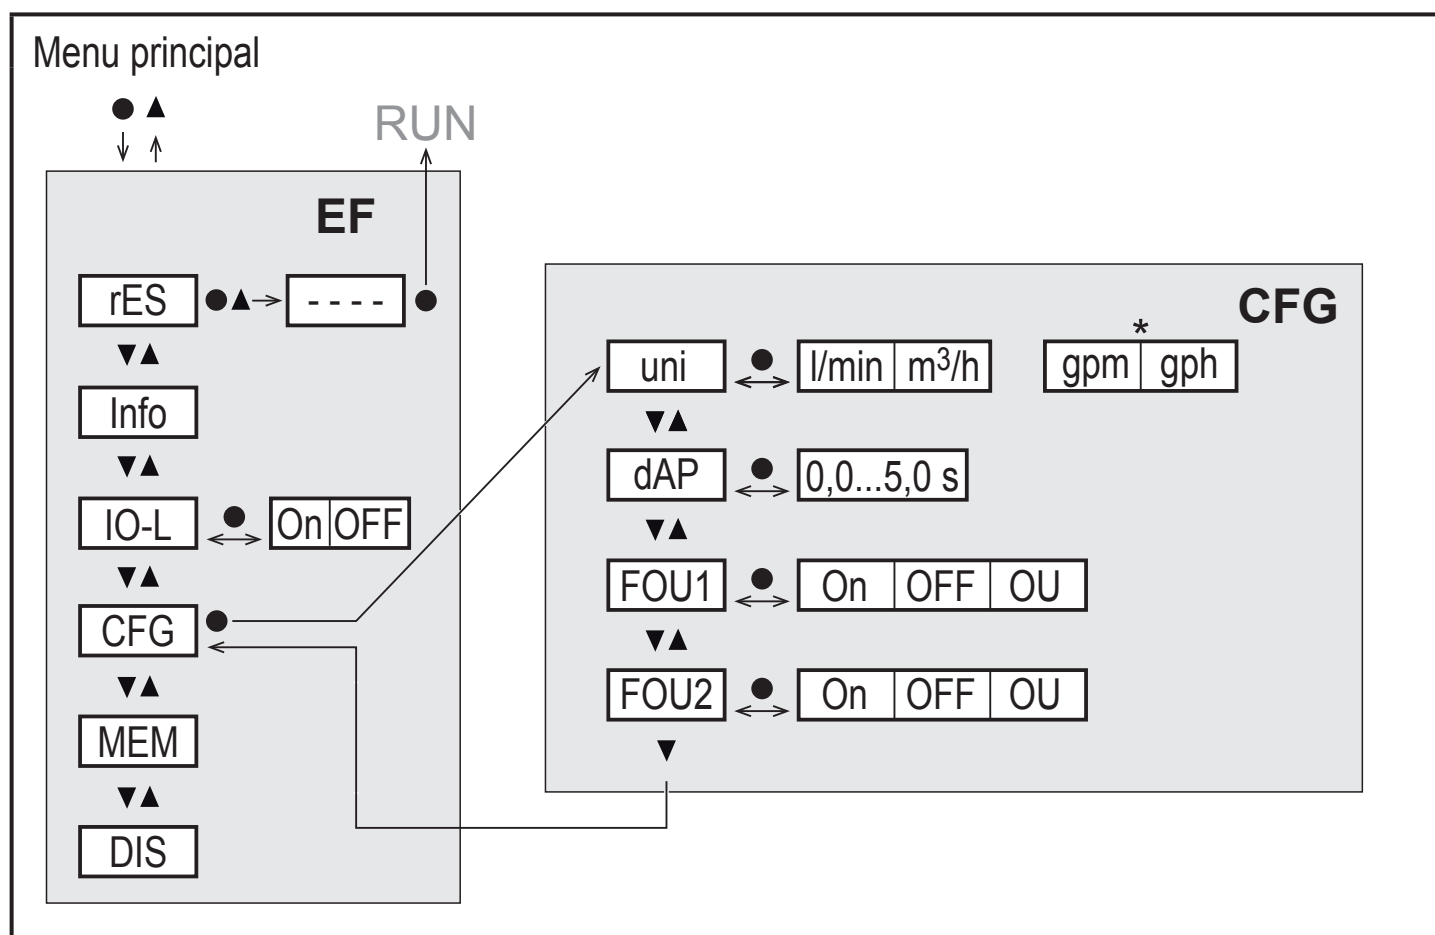 Menu principal
RUN
EF
rES
- - - -
Info
IO-L
On OFF
CFG
MEM
DIS
CFG
*
uni
l/min m³/h
gpm gph
dAP
0,0...5,0 s
FOU1
On OFF OU
FOU2
On OFF OU